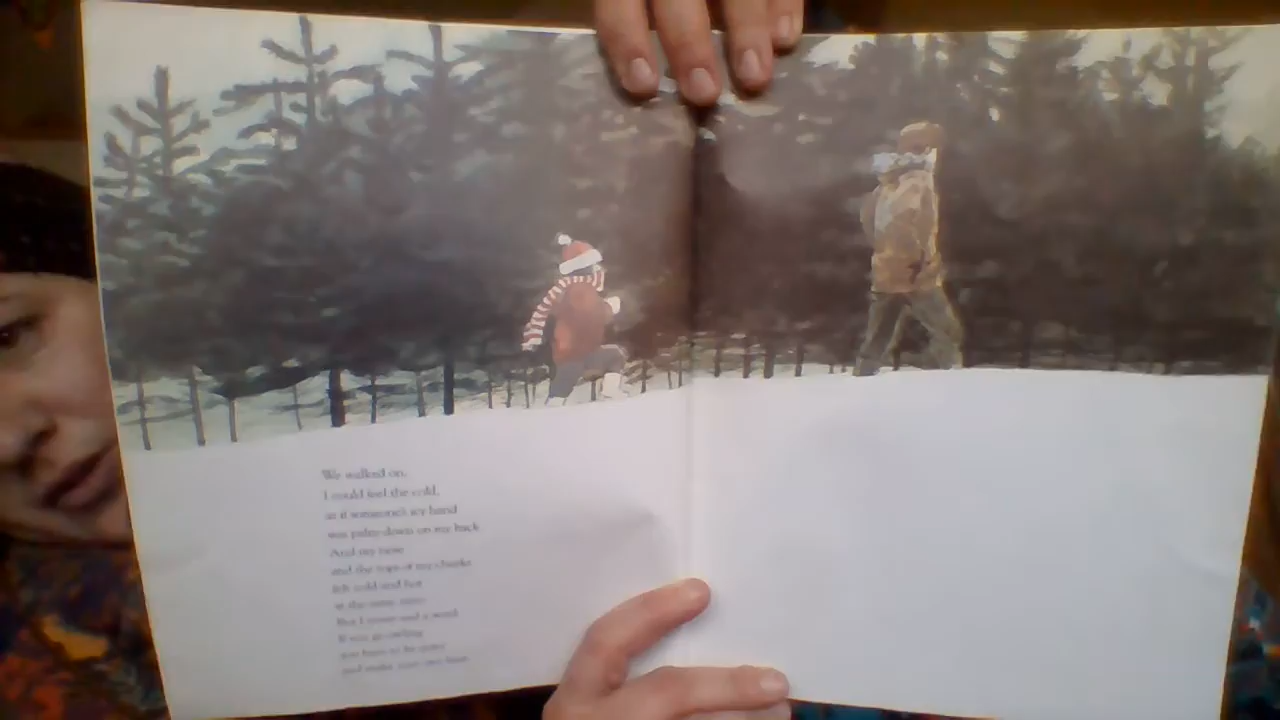 We walked on.
I could feel the cold,
as if someone's icy hand
was palm-down on my back.
And my nose
and the tops of my cheeks
felt cold and hot
at the same time.
But I never said a word.
If you go owling
you have to be quiet
and make your own heat.